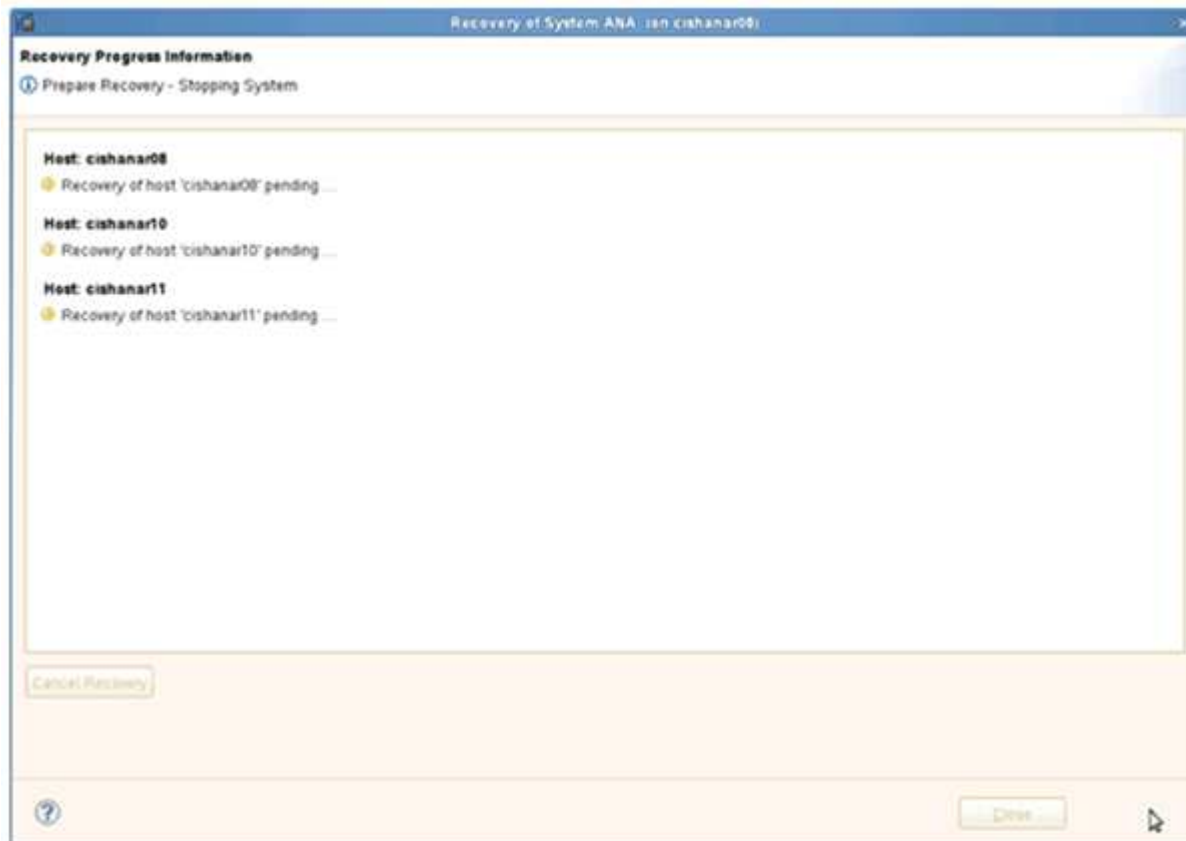 Recovery of System ANA (on cishanar08)
Recovery Progress Information
Prepare Recovery - Stopping System
Host: cishanar08
Recovery of host 'cishanar08' pending ...
Host: cishanar10
Recovery of host 'cishanar10' pending ...
Host: cishanar11
Recovery of host 'cishanar11' pending ...
Cancel Recovery
Close